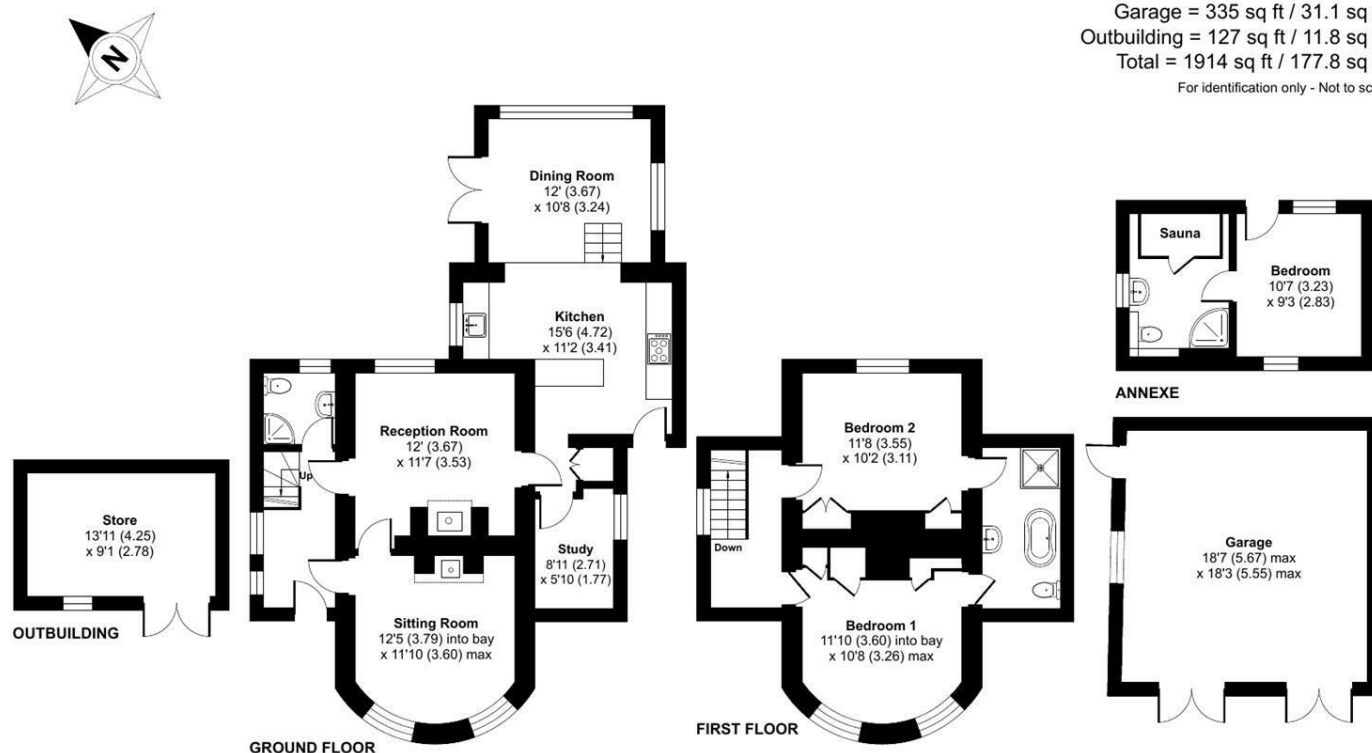 N
Garage = 335 sq ft / 31.1 sq
Outbuilding = 127 sq ft / 11.8 sq
Total = 1914 sq ft / 177.8 sq
For identification only - Not to sc
Dining Room
12' (3.67)
x 10'8 (3.24)
Kitchen
15'6 (4.72)
x 11'2 (3.41)
Reception Room
12' (3.67)
x 11'7 (3.53)
Up
Study
8'11 (2.71)
x 5'10 (1.77)
Sitting Room
12'5 (3.79) into bay
x 11'10 (3.60) max
GROUND FLOOR
Store
13'11 (4.25)
x 9'1 (2.78)
OUTBUILDING
Bedroom 2
11'8 (3.55)
x 10'2 (3.11)
Down
Bedroom 1
11'10 (3.60) into bay
x 10'8 (3.26) max
FIRST FLOOR
Sauna
Bedroom
10'7 (3.23)
x 9'3 (2.83)
ANNEXE
Garage
18'7 (5.67) max
x 18'3 (5.55) max